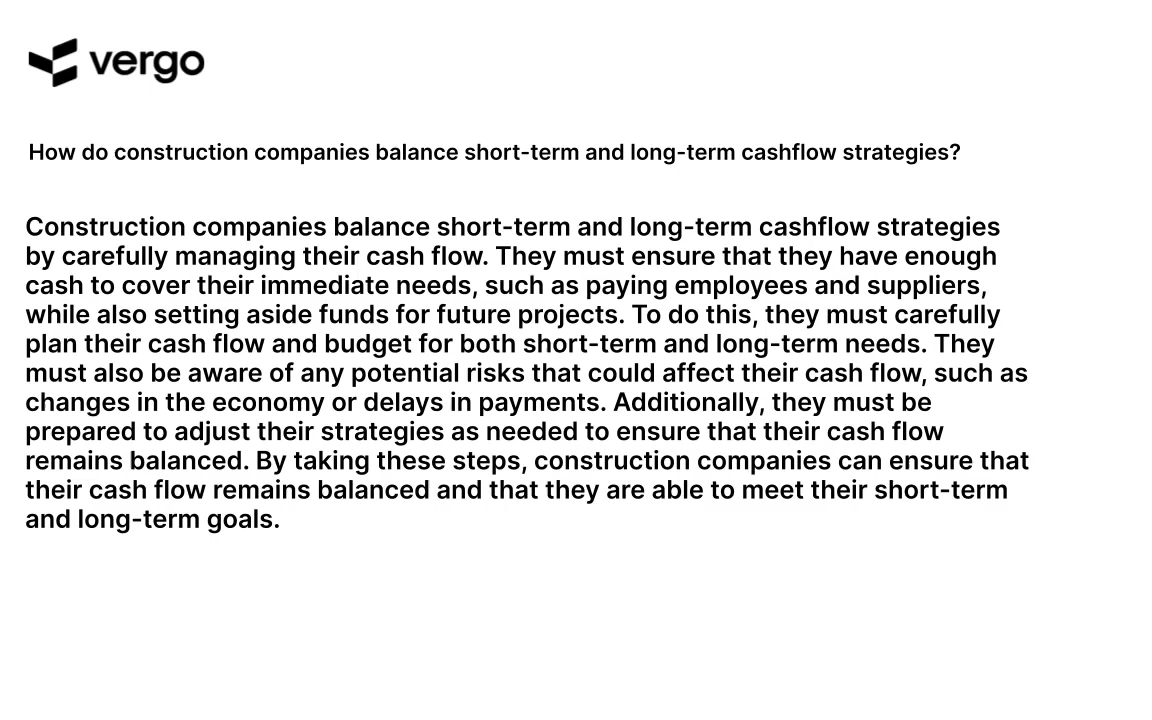 vergo
How do construction companies balance short-term and long-term cashflow strategies?
Construction companies balance short-term and long-term cashflow strategies
by carefully managing their cash flow. They must ensure that they have enough
cash to cover their immediate needs, such as paying employees and suppliers,
while also setting aside funds for future projects. To do this, they must carefully
plan their cash flow and budget for both short-term and long-term needs. They
must also be aware of any potential risks that could affect their cash flow, such as
changes in the economy or delays in payments. Additionally, they must be
prepared to adjust their strategies as needed to ensure that their cash flow
remains balanced. By taking these steps, construction companies can ensure that
their cash flow remains balanced and that they are able to meet their short-term
and long-term goals.